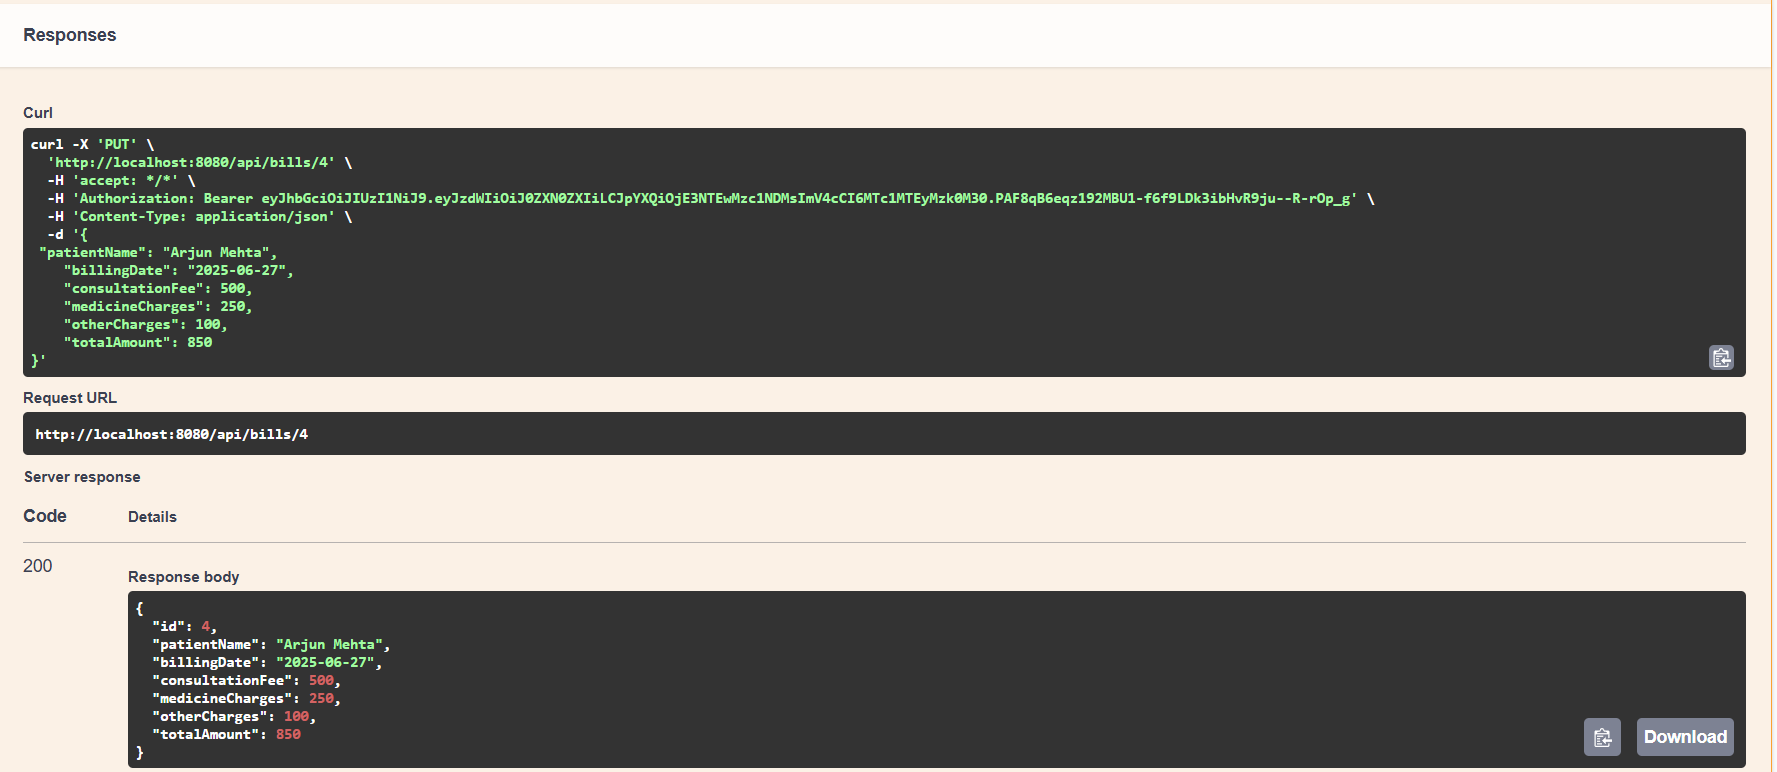 Responses
Curl
curl -X 'PUT' \
  'http://localhost:8080/api/bills/4' \
  -H 'accept: */*' \
  -H 'Authorization: Bearer eyJhbGciOiJIUzI1NiJ9.eyJzdWIiOiJ0ZXN0ZXIiLCJpYXQiOjE3NTEwMzc1NDMsImV4cCI6MTc1MTEyMzk0M30.PAF8qB6eqz192MBU1-f6f9LDk3ibHvR9ju--R-rOp_g' \
  -H 'Content-Type: application/json' \
  -d '{
 "patientName": "Arjun Mehta",
    "billingDate": "2025-06-27",
    "consultationFee": 500,
    "medicineCharges": 250,
    "otherCharges": 100,
    "totalAmount": 850
}'
Request URL
http://localhost:8080/api/bills/4
Server response
Code Details
200
Response body
{
  "id": 4,
  "patientName": "Arjun Mehta",
  "billingDate": "2025-06-27",
  "consultationFee": 500,
  "medicineCharges": 250,
  "otherCharges": 100,
  "totalAmount": 850
}
Download